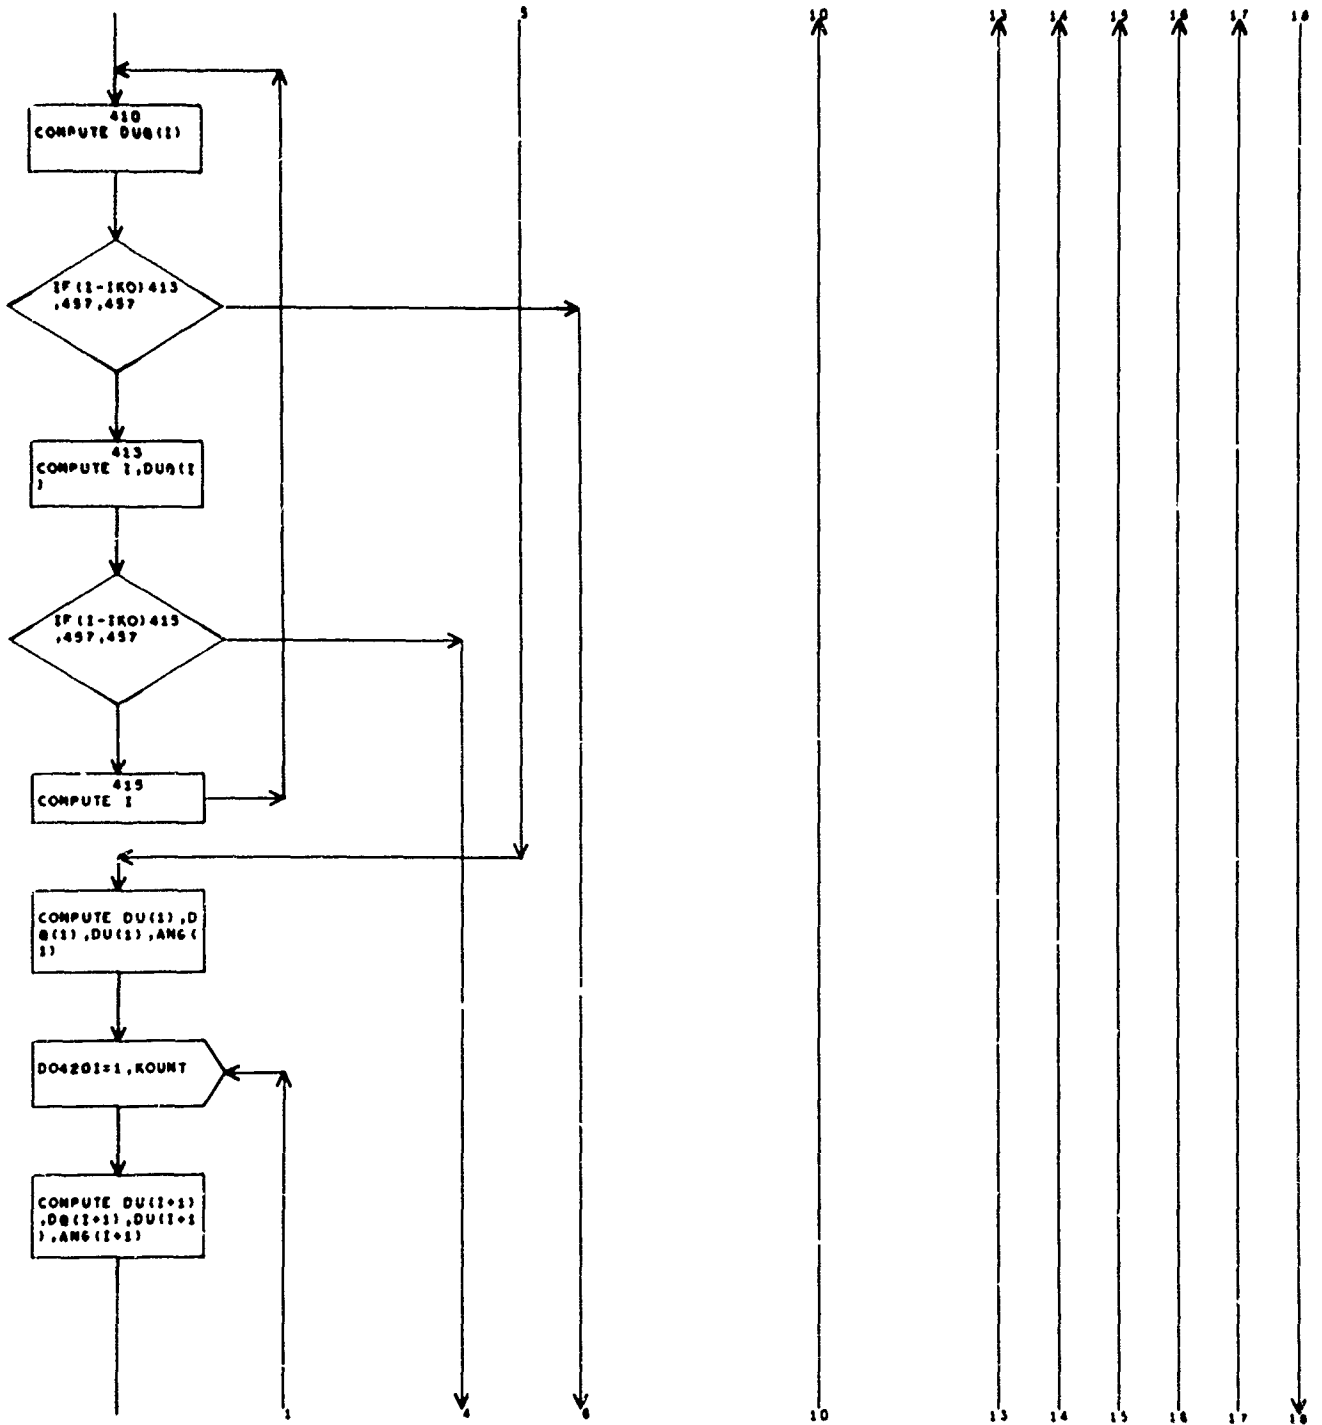 5
10
13
14
15
16
17
18
410
COMPUTE DUQ(I)
IF(I-IKO)413
,457,457
413
COMPUTE I,DUQ(I
)
IF(I-IKO)415
,457,457
415
COMPUTE I
COMPUTE DU(1),D
Q(1),DU(1),ANG(
1)
DO420I=1,KOUNT
COMPUTE DU(I+1)
,DQ(I+1),DU(I+1
),ANG(I+1)
1
4
6
10
13
14
15
16
17
18